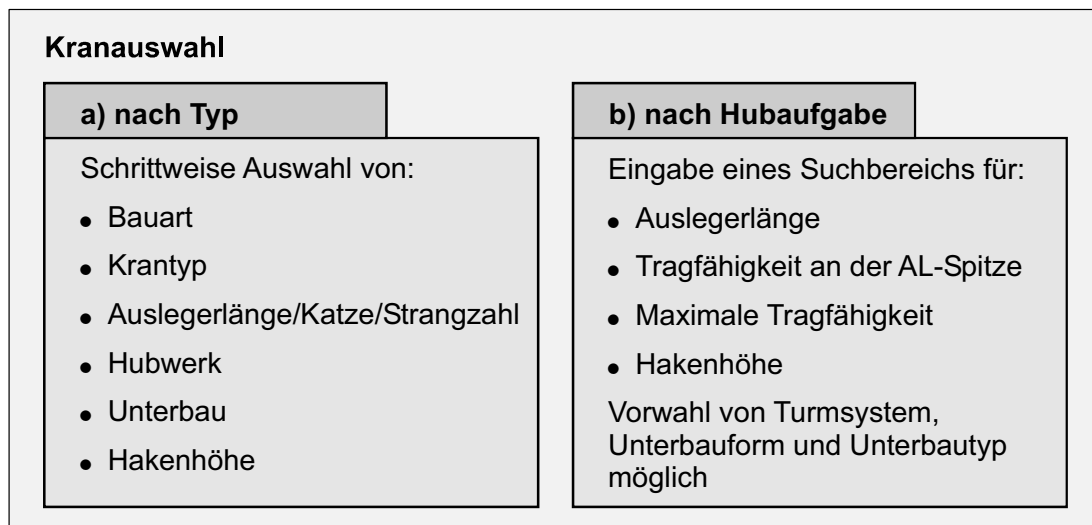 Kranauswahl
a) nach Typ
Schrittweise Auswahl von:
• Bauart
• Krantyp
• Auslegerlänge/Katze/Strangzahl
• Hubwerk
• Unterbau
• Hakenhöhe
b) nach Hubaufgabe
Eingabe eines Suchbereichs für:
• Auslegerlänge
• Tragfähigkeit an der AL-Spitze
• Maximale Tragfähigkeit
• Hakenhöhe
Vorwahl von Turmsystem,
Unterbauform und Unterbautyp
möglich